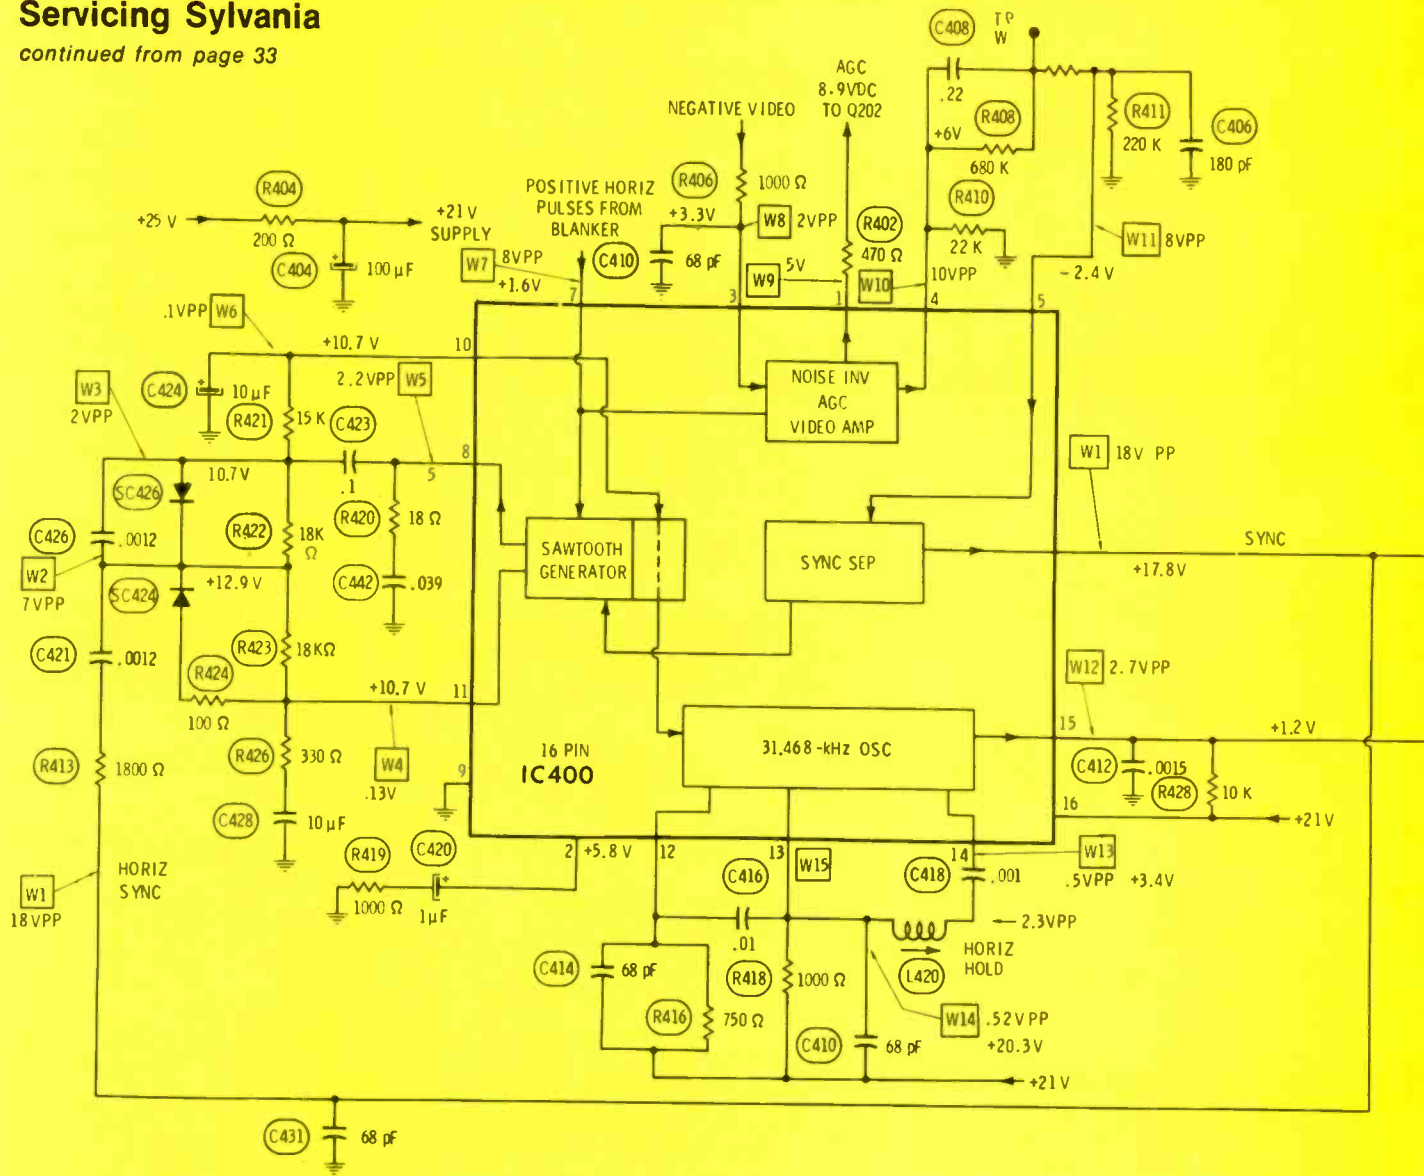 Servicing Sylvania
continued from page 33
C408
TP
W
.22
AGC
8.9VDC
TO Q202
NEGATIVE VIDEO
R411
220 K
C406
180 pF
+6V
R408
680 K
R406
1000 Ω
R404
+25 V
200 Ω
+21V
SUPPLY
C404
100 µF
POSITIVE HORIZ
PULSES FROM
BLANKER
+3.3V
W8
2VPP
R402
470 Ω
R410
22 K
W11
8VPP
-2.4V
W7
8VPP
+1.6V
C410
68 pF
W9
5V
W10
10VPP
7
3
1
4
5
.1VPP
W6
+10.7 V
10
C424
10 µF
2.2VPP
W5
W3
2VPP
R421
15 K
C423
.1
NOISE INV
AGC
VIDEO AMP
10.7V
8
5
W1
18V PP
SC426
R420
18 Ω
C426
.0012
R422
18K
Ω
SAWTOOTH
GENERATOR
SYNC SEP
SYNC
+17.8V
W2
7VPP
SC424
+12.9 V
C442
.039
C421
.0012
R423
18KΩ
R424
100 Ω
+10.7 V
11
W12
2.7VPP
15
+1.2 V
R413
1800 Ω
R426
330 Ω
W4
.13V
16 PIN
IC400
9
31.468-kHz OSC
C412
.0015
R428
10 K
16
+21V
C428
10 µF
R419
1000 Ω
C420
1µF
2
+5.8 V
12
13
W15
14
W13
.5VPP
+3.4V
HORIZ
SYNC
W1
18VPP
C416
.01
C418
.001
2.3VPP
HORIZ
HOLD
L420
C414
68 pF
R418
1000 Ω
R416
750 Ω
C410
68 pF
W14
.52VPP
+20.3V
+21V
C431
68 pF